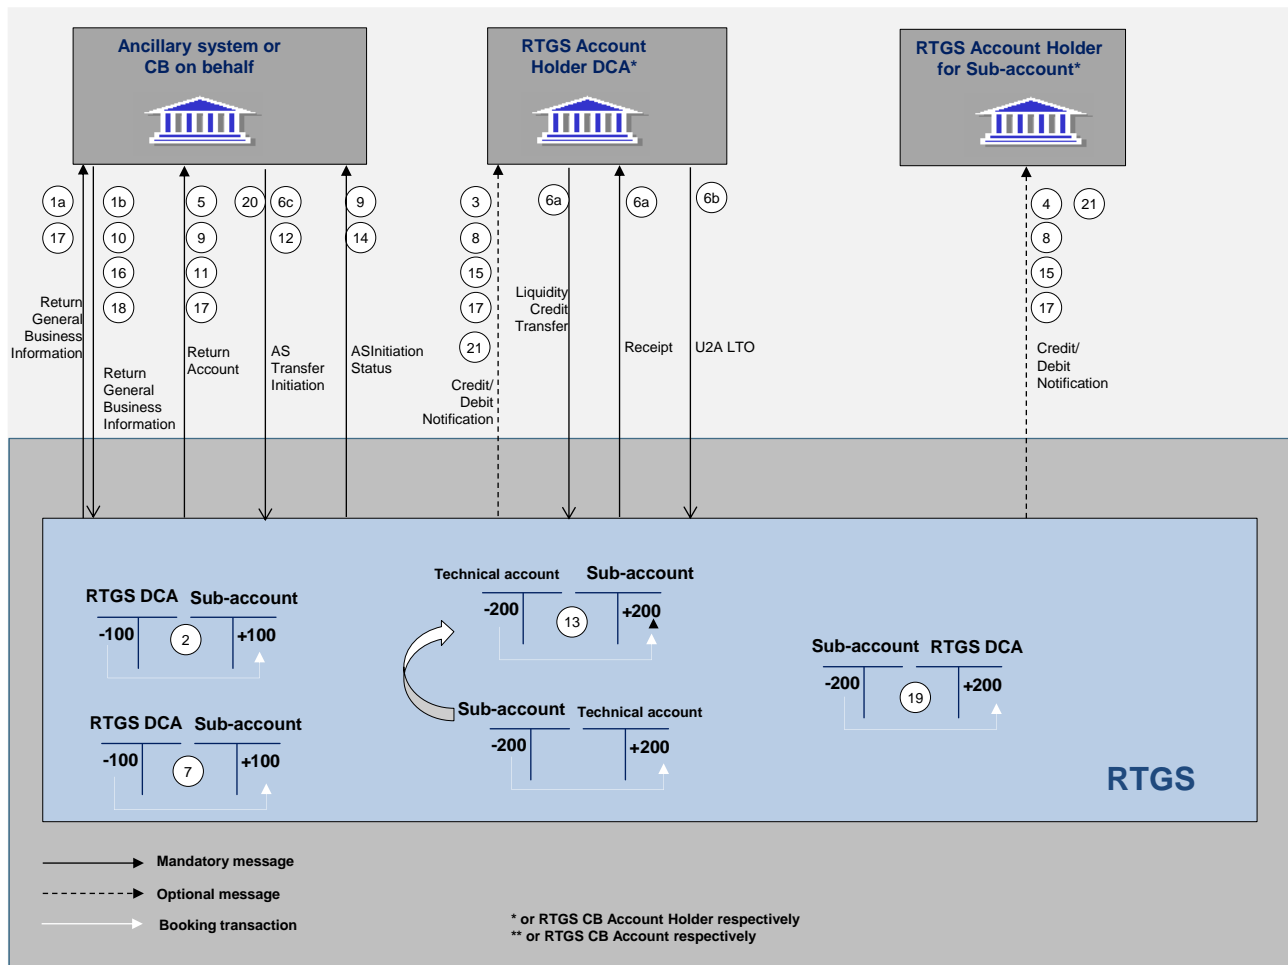 Ancillary system or
CB on behalf
RTGS Account
Holder DCA*
RTGS Account Holder
for Sub-account*
1a
17
1b
10
16
18
5
9
11
17
20
6c
12
9
14
3
8
15
17
21
6a
6a
6b
4
21
8
15
17
Return
General
Business
Information
Return
General
Business
Information
Return
Account
AS
Transfer
Initiation
ASInitiation
Status
Credit/
Debit
Notification
Liquidity
Credit
Transfer
Receipt
U2A LTO
Credit/
Debit
Notification
RTGS DCA Sub-account
-100 2 +100
RTGS DCA Sub-account
-100 7 +100
Technical account Sub-account
-200 13 +200
Sub-account Technical account
-200 +200
Sub-account RTGS DCA
-200 19 +200
RTGS
Mandatory message
Optional message
Booking transaction
* or RTGS CB Account Holder respectively
** or RTGS CB Account respectively